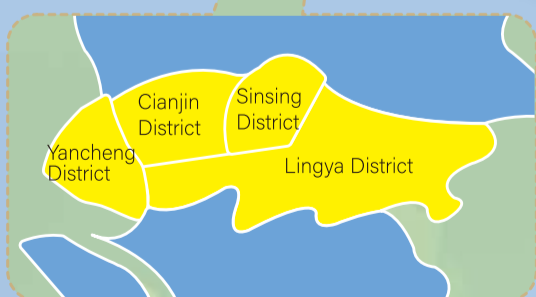 Cianjin
District
Sinsing
District
Yancheng
District
Lingya District